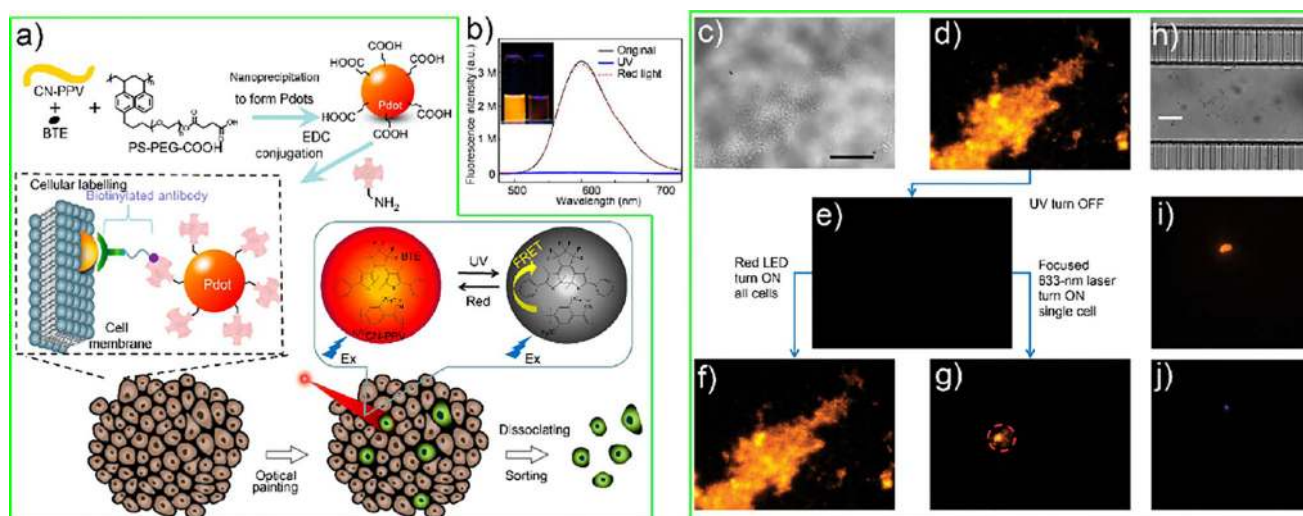 a)
CN-PPV
+
BTE
+
PS-PEG-COOH
Nanoprecipitation
to form Pdots
EDC
conjugation
COOH
COOH
COOH
HOOC
HOOC
COOH
Pdot
NH2
Cellular labelling
Biotinylated antibody
Pdot
Cell
membrane
BTE
CN-PPV
UV
Red
FRET
Ex
Ex
Optical
painting
Dissociating
Sorting
b)
Fluorescence intensity (a.u.)
3 M
2 M
1 M
0
Original
UV
Red light
500
600
700
Wavelength (nm)
c)
d)
e)
UV turn OFF
Red LED
turn ON
all cells
Focused
633-nm laser
turn ON
single cell
f)
g)
h)
i)
j)